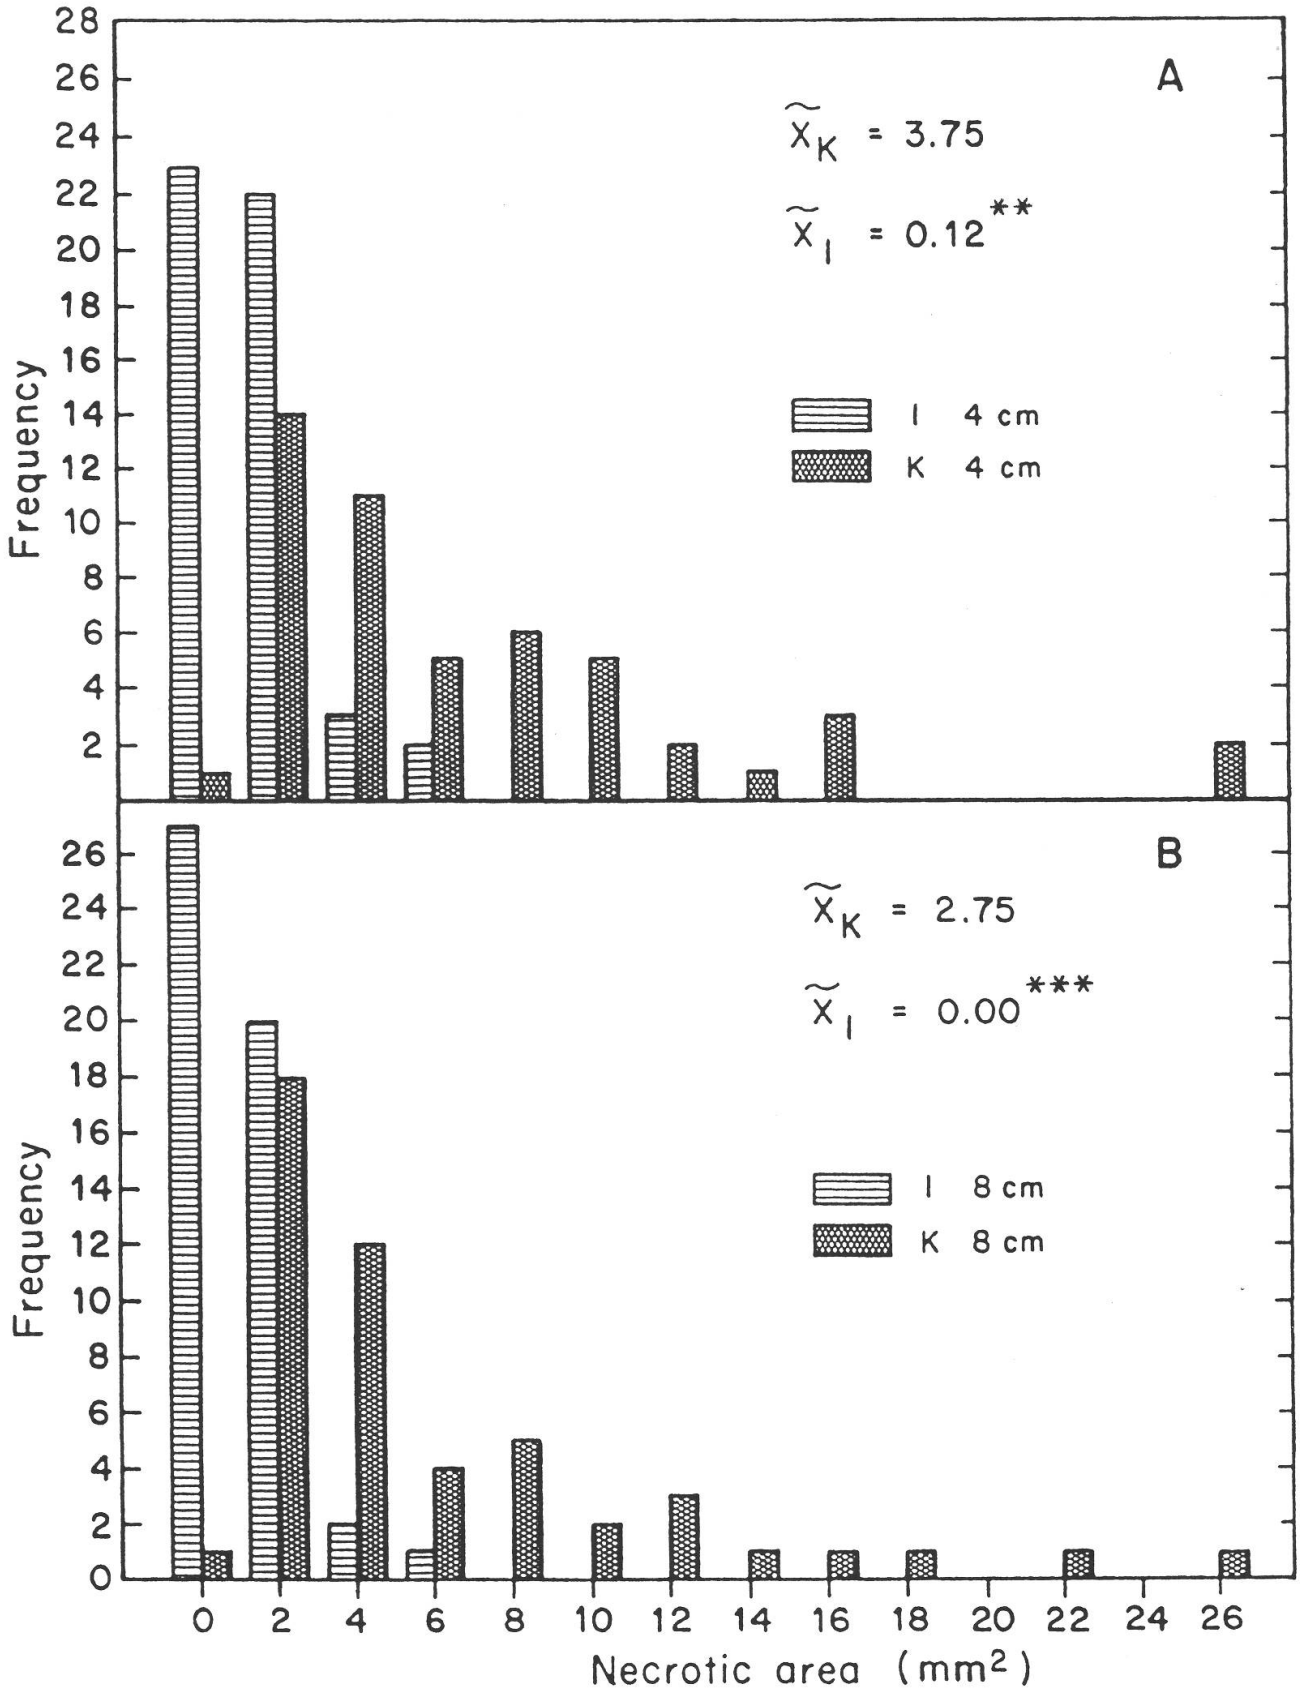 28
26
24
22
20
18
16
14
12
10
8
6
4
2
Frequency
A
X̃K = 3.75
X̃I = 0.12**
I 4 cm
K 4 cm
26
24
22
20
18
16
14
12
10
8
6
4
2
0
Frequency
B
X̃K = 2.75
X̃I = 0.00***
I 8 cm
K 8 cm
0 2 4 6 8 10 12 14 16 18 20 22 24 26
Necrotic area (mm²)